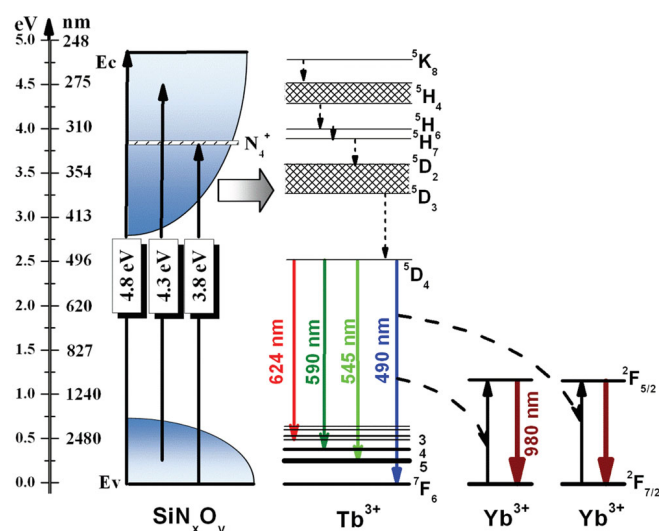 eV nm
5.0 248
4.5 275
4.0 310
3.5 354
3.0 413
2.5 496
2.0 620
1.5 827
1.0 1240
0.5 2480
0.0
Ec
N₄⁺
4.8 eV
4.3 eV
3.8 eV
Ev
SiNₓOᵧ
⁵K₈
⁵H₄
⁵H₆
⁵H₇
⁵D₂
⁵D₃
⁵D₄
624 nm
590 nm
545 nm
490 nm
3
4
5
⁷F₆
Tb³⁺
980 nm
²F₅/₂
²F₇/₂
Yb³⁺ Yb³⁺